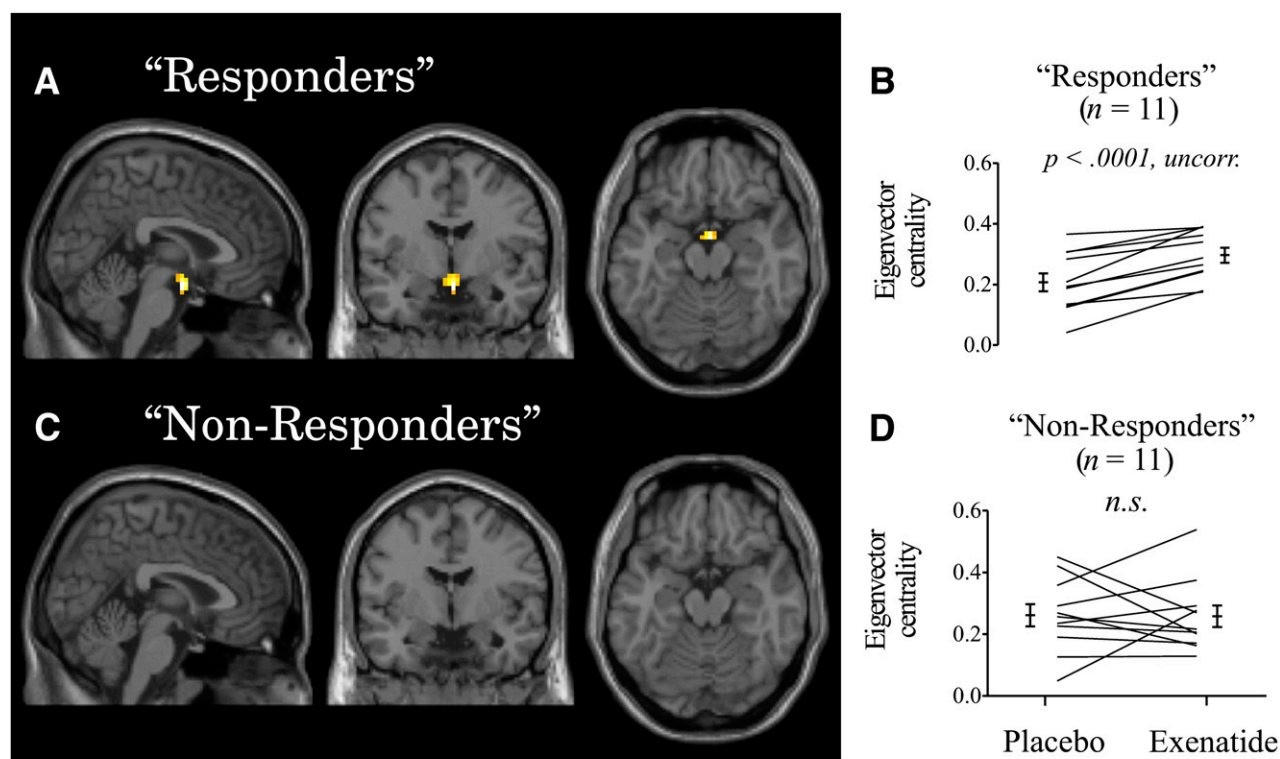 A "Responders"
C "Non-Responders"
B "Responders"
(n = 11)
p < .0001, uncorr.
0.6
0.4
0.2
0.0
Eigenvector
centrality
D "Non-Responders"
(n = 11)
n.s.
0.6
0.4
0.2
0.0
Eigenvector
centrality
Placebo Exenatide